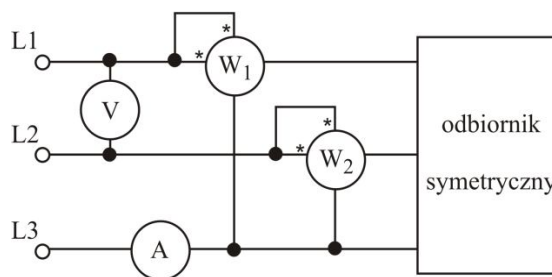 L1
* *
W1
V
odbiornik
symetryczny
L2
* *
W2
L3
A